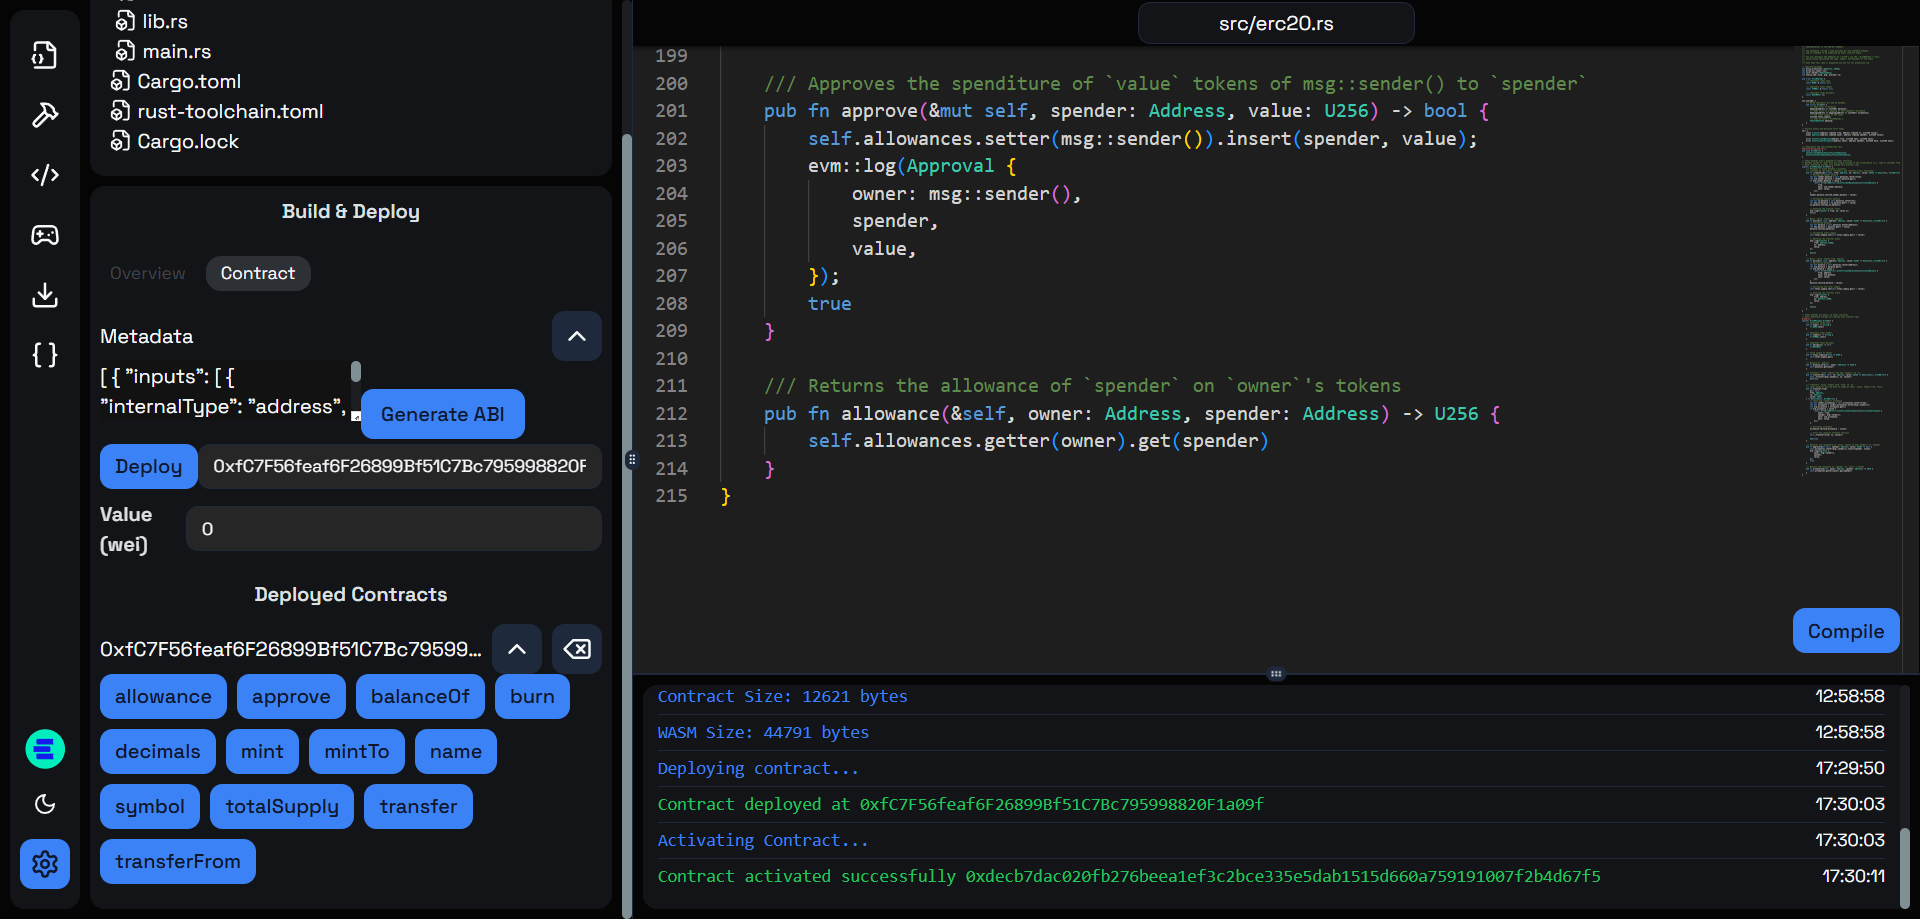 lib.rs
main.rs
Cargo.toml
rust-toolchain.toml
Cargo.lock
Build & Deploy
Overview
Contract
Metadata
[ { "inputs": [ {
"internalType": "address",
Generate ABI
Deploy
0xfC7F56feaf6F26899Bf51C7Bc795998820F
Value
(wei)
0
Deployed Contracts
0xfC7F56feaf6F26899Bf51C7Bc79599...
allowance approve balanceOf burn
decimals mint mintTo name
symbol totalSupply transfer
transferFrom
src/erc20.rs
199
200 /// Approves the spenditure of `value` tokens of msg::sender() to `spender`
201 pub fn approve(&mut self, spender: Address, value: U256) -> bool {
202 self.allowances.setter(msg::sender()).insert(spender, value);
203 evm::log(Approval {
204 owner: msg::sender(),
205 spender,
206 value,
207 });
208 true
209 }
210
211 /// Returns the allowance of `spender` on `owner`'s tokens
212 pub fn allowance(&self, owner: Address, spender: Address) -> U256 {
213 self.allowances.getter(owner).get(spender)
214 }
215 }
Compile
Contract Size: 12621 bytes 12:58:58
WASM Size: 44791 bytes 12:58:58
Deploying contract... 17:29:50
Contract deployed at 0xfC7F56feaf6F26899Bf51C7Bc795998820F1a09f 17:30:03
Activating Contract... 17:30:03
Contract activated successfully 0xdecb7dac020fb276beea1ef3c2bce335e5dab1515d660a759191007f2b4d67f5 17:30:11